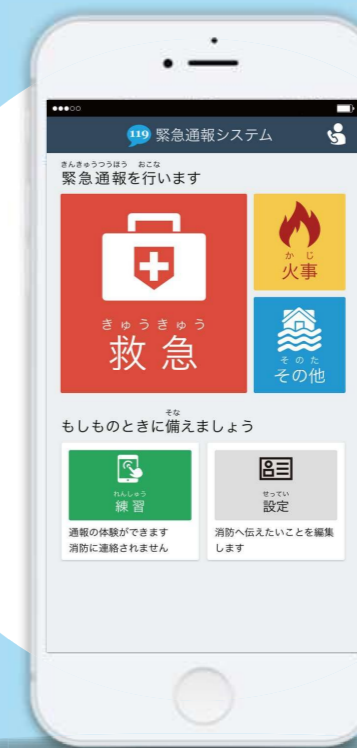 119 緊急通報システム
きんきゅうつうほう おこな
緊急通報を行います
きゅうきゅう
救急
かじ
火事
そのた
その他
そな
もしものときに備えましょう
れんしゅう
練習
通報の体験ができます
消防に連絡されません
せってい
設定
消防へ伝えたいことを編集
します